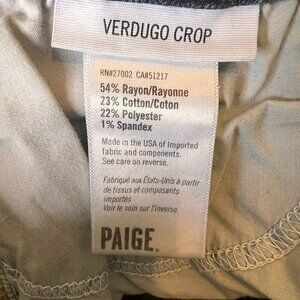 VERDUGO CROP
RN#27002 CA#51217
54% Rayon/Rayonne
23% Cotton/Coton
22% Polyester
1% Spandex
Made in the USA of Imported
fabric and components.
See care on reverse.
Fabriqué aux États-Unis à partir
de tissus et composants
importés
Voir le soin sur l'inverse.
PAIGE